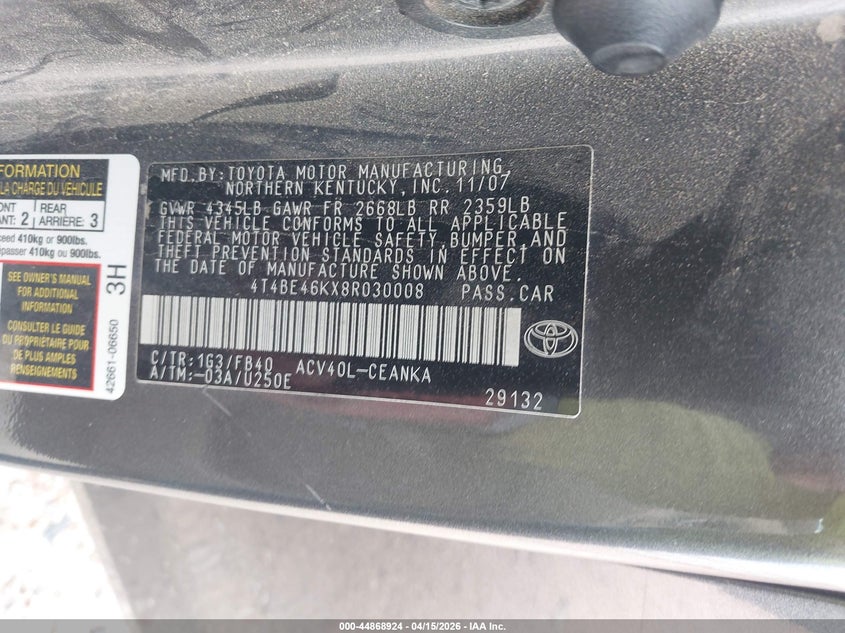 FORMATION
LA CHARGE DU VÉHICULE
2
REAR
ARRIÈRE: 3
410kg or 900lbs.
410kg ou 900lbs.
SEE OWNER'S MANUAL
FOR ADDITIONAL
INFORMATION
CONSULTER LE GUIDE
DU PROPRIÉTAIRE POUR
DE PLUS AMPLES
RENSEIGNEMENTS
3H
42661-06650
MFD.BY:TOYOTA MOTOR MANUFACTURING,
NORTHERN KENTUCKY,INC.11/07
GVWR 4345LB GAWR FR 2668LB RR 2359LB
THIS VEHICLE CONFORMS TO ALL APPLICABLE
FEDERAL MOTOR VEHICLE SAFETY,BUMPER,AND
THEFT PREVENTION STANDARDS IN EFFECT ON
THE DATE OF MANUFACTURE SHOWN ABOVE.
4T4BE46KX8R030008 PASS.CAR
C/TR:1G3/FB40 ACV40L-CEANKA
A/TM:-03A/U250E
29132
TOYOTA
000-44868924 | 04/15/2026 | IAA Inc.